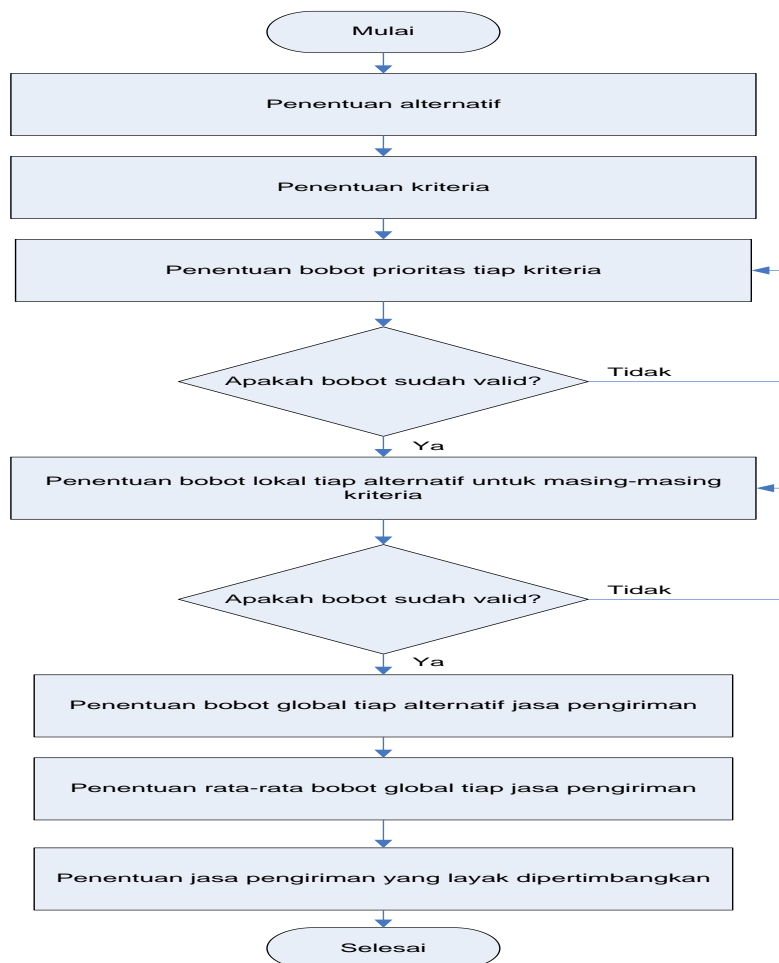 Mulai
Penentuan alternatif
Penentuan kriteria
Penentuan bobot prioritas tiap kriteria
Apakah bobot sudah valid?
Tidak
Ya
Penentuan bobot lokal tiap alternatif untuk masing-masing
kriteria
Apakah bobot sudah valid?
Tidak
Ya
Penentuan bobot global tiap alternatif jasa pengiriman
Penentuan rata-rata bobot global tiap jasa pengiriman
Penentuan jasa pengiriman yang layak dipertimbangkan
Selesai